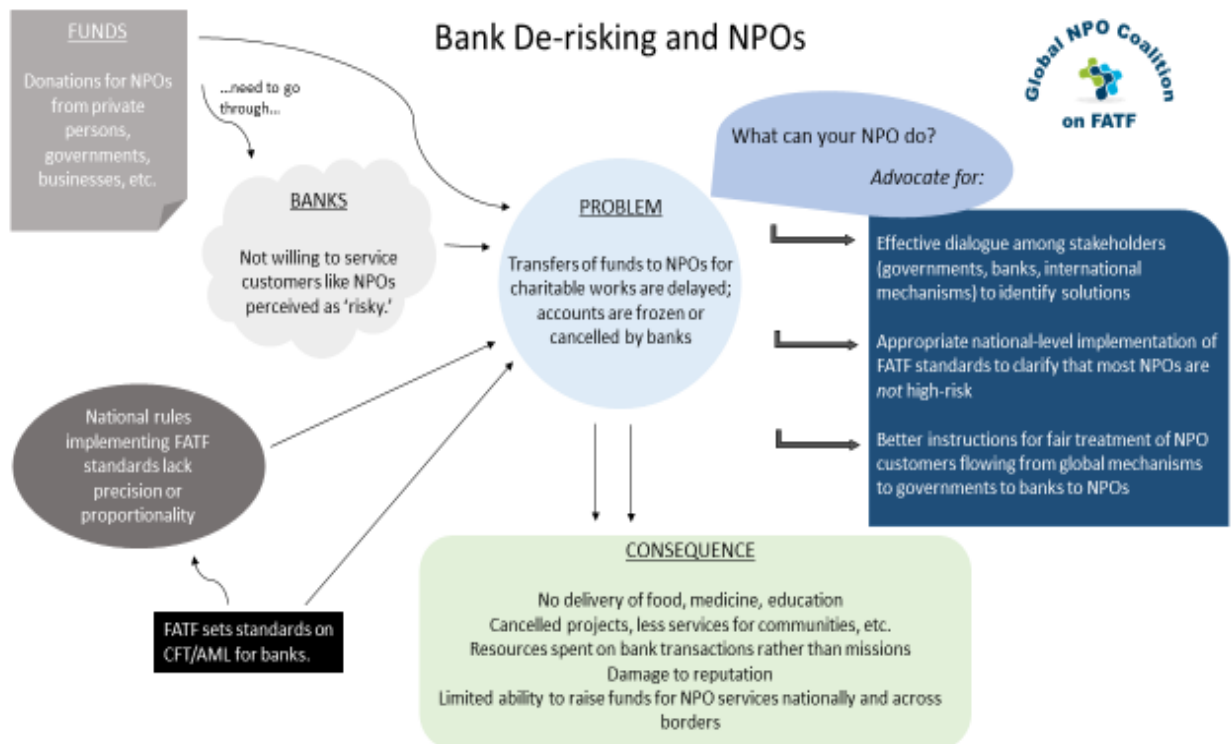 Bank De-risking and NPOs
Global NPO Coalition
on FATF
FUNDS
Donations for NPOs
from private
persons,
governments,
businesses, etc.
...need to go
through...
BANKS
Not willing to service
customers like NPOs
perceived as ‘risky.’
PROBLEM
Transfers of funds to NPOs for
charitable works are delayed;
accounts are frozen or
cancelled by banks
What can your NPO do?
Advocate for:
Effective dialogue among stakeholders
(governments, banks, international
mechanisms) to identify solutions
Appropriate national-level implementation of
FATF standards to clarify that most NPOs are
not high-risk
Better instructions for fair treatment of NPO
customers flowing from global mechanisms
to governments to banks to NPOs
National rules
implementing FATF
standards lack
precision or
proportionality
FATF sets standards on
CFT/AML for banks.
CONSEQUENCE
No delivery of food, medicine, education
Cancelled projects, less services for communities, etc.
Resources spent on bank transactions rather than missions
Damage to reputation
Limited ability to raise funds for NPO services nationally and across
borders